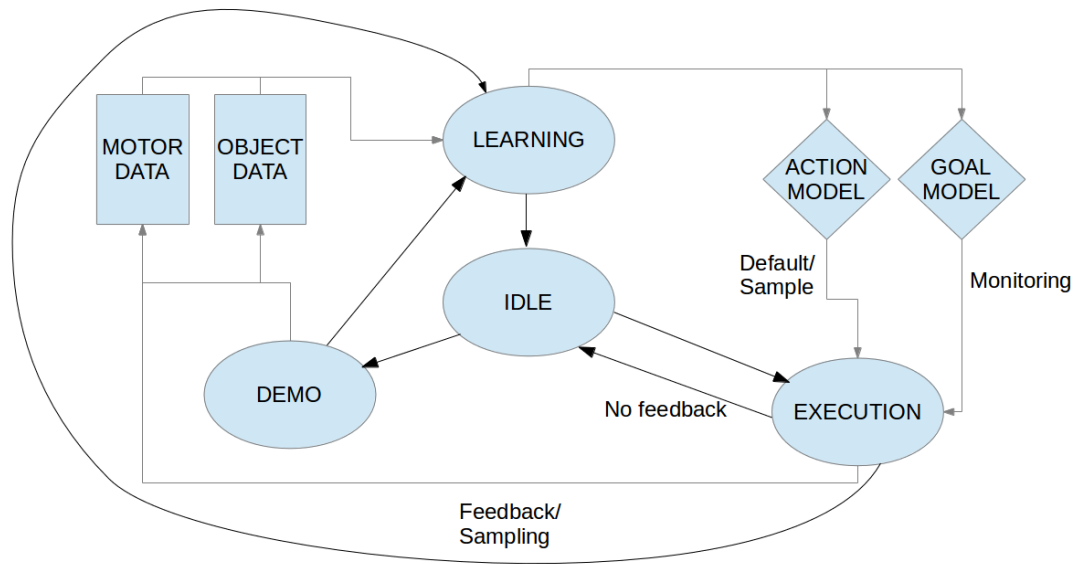 MOTOR
DATA
OBJECT
DATA
LEARNING
ACTION
MODEL
GOAL
MODEL
Default/
Sample
Monitoring
IDLE
DEMO
No feedback
EXECUTION
Feedback/
Sampling